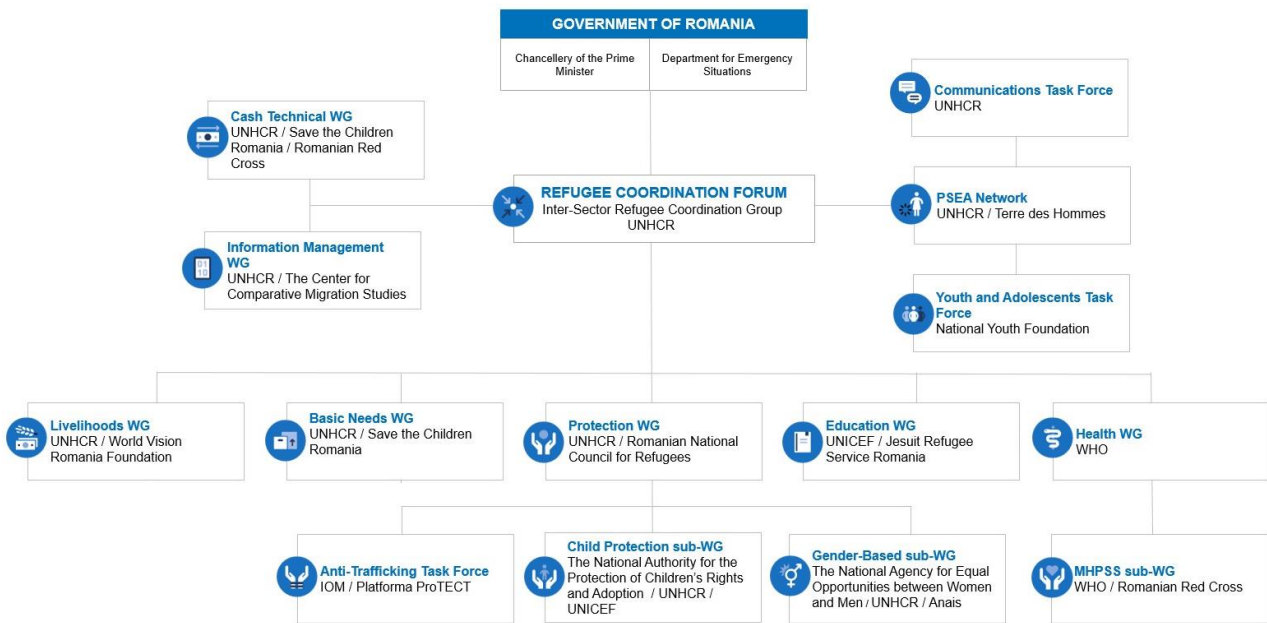 GOVERNMENT OF ROMANIA
Chancellery of the Prime
Minister
Department for Emergency
Situations
Communications Task Force
UNHCR
Cash Technical WG
UNHCR / Save the Children
Romania / Romanian Red
Cross
REFUGEE COORDINATION FORUM
Inter-Sector Refugee Coordination Group
UNHCR
PSEA Network
UNHCR / Terre des Hommes
Information Management
WG
UNHCR / The Center for
Comparative Migration Studies
01
10
Youth and Adolescents Task
Force
National Youth Foundation
Livelihoods WG
UNHCR / World Vision
Romania Foundation
Basic Needs WG
UNHCR / Save the Children
Romania
Protection WG
UNHCR / Romanian National
Council for Refugees
Education WG
UNICEF / Jesuit Refugee
Service Romania
Health WG
WHO
Anti-Trafficking Task Force
IOM / Platforma ProTECT
Child Protection sub-WG
The National Authority for the
Protection of Children's Rights
and Adoption / UNHCR /
UNICEF
Gender-Based sub-WG
The National Agency for Equal
Opportunities between Women
and Men / UNHCR / Anais
MHPSS sub-WG
WHO / Romanian Red Cross